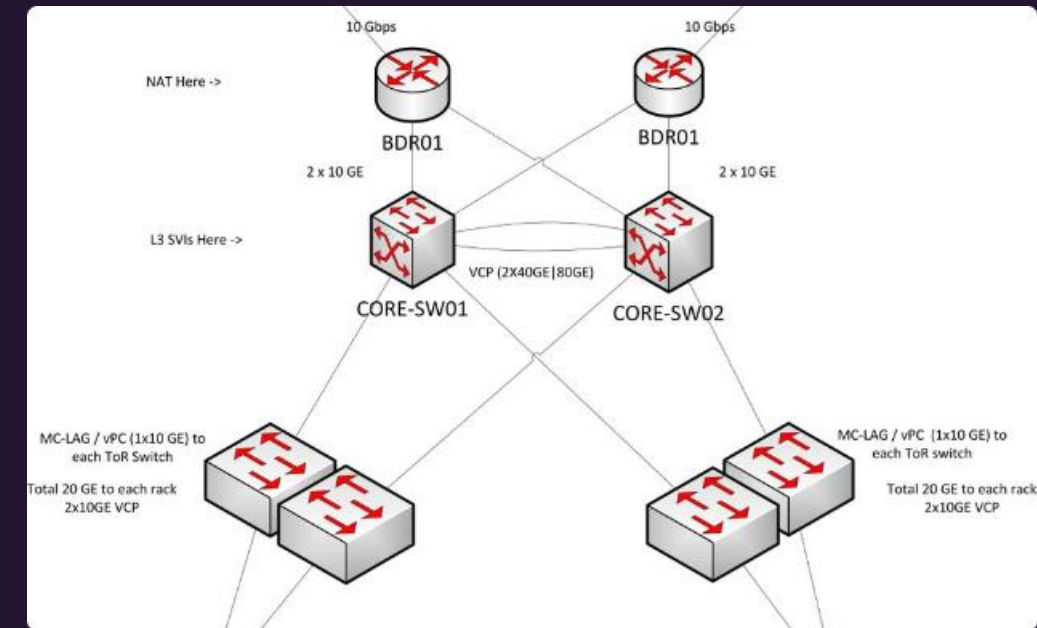 10 Gbps
10 Gbps
NAT Here ->
BDR01
BDR01
2 x 10 GE
2 x 10 GE
L3 SVIs Here ->
VCP (2X40GE|80GE)
CORE-SW01
CORE-SW02
MC-LAG / vPC (1x10 GE) to
each ToR Switch
Total 20 GE to each rack
2x10GE VCP
MC-LAG / vPC (1x10 GE) to
each ToR switch
Total 20 GE to each rack
2x10GE VCP